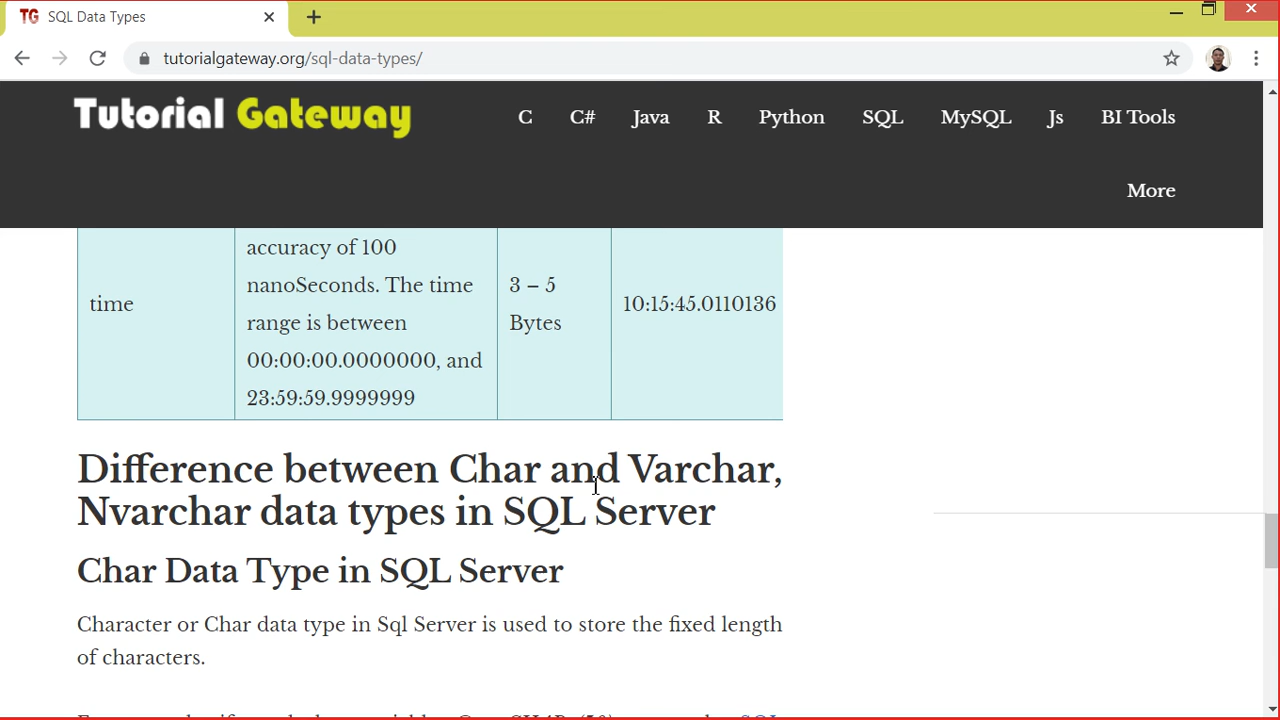 TG SQL Data Types
tutorialgateway.org/sql-data-types/
Tutorial Gateway
C C# Java R Python SQL MySQL Js BI Tools
More
accuracy of 100
nanoSeconds. The time
range is between
00:00:00.0000000, and
23:59:59.9999999
time
3 – 5
Bytes
10:15:45.0110136
Difference between Char and Varchar,
Nvarchar data types in SQL Server
Char Data Type in SQL Server
Character or Char data type in Sql Server is used to store the fixed length
of characters.